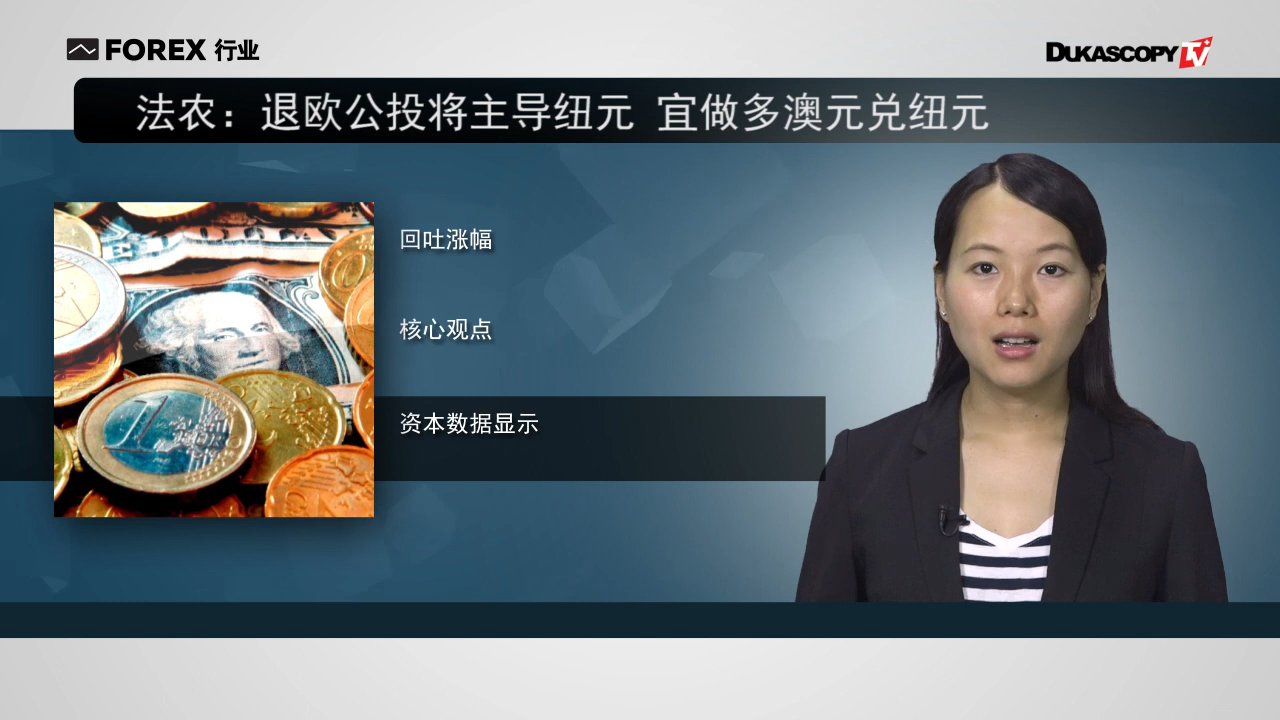 FOREX 行业
DUKASCOPY TV
法农：退欧公投将主导纽元 宜做多澳元兑纽元
回吐涨幅
核心观点
资本数据显示